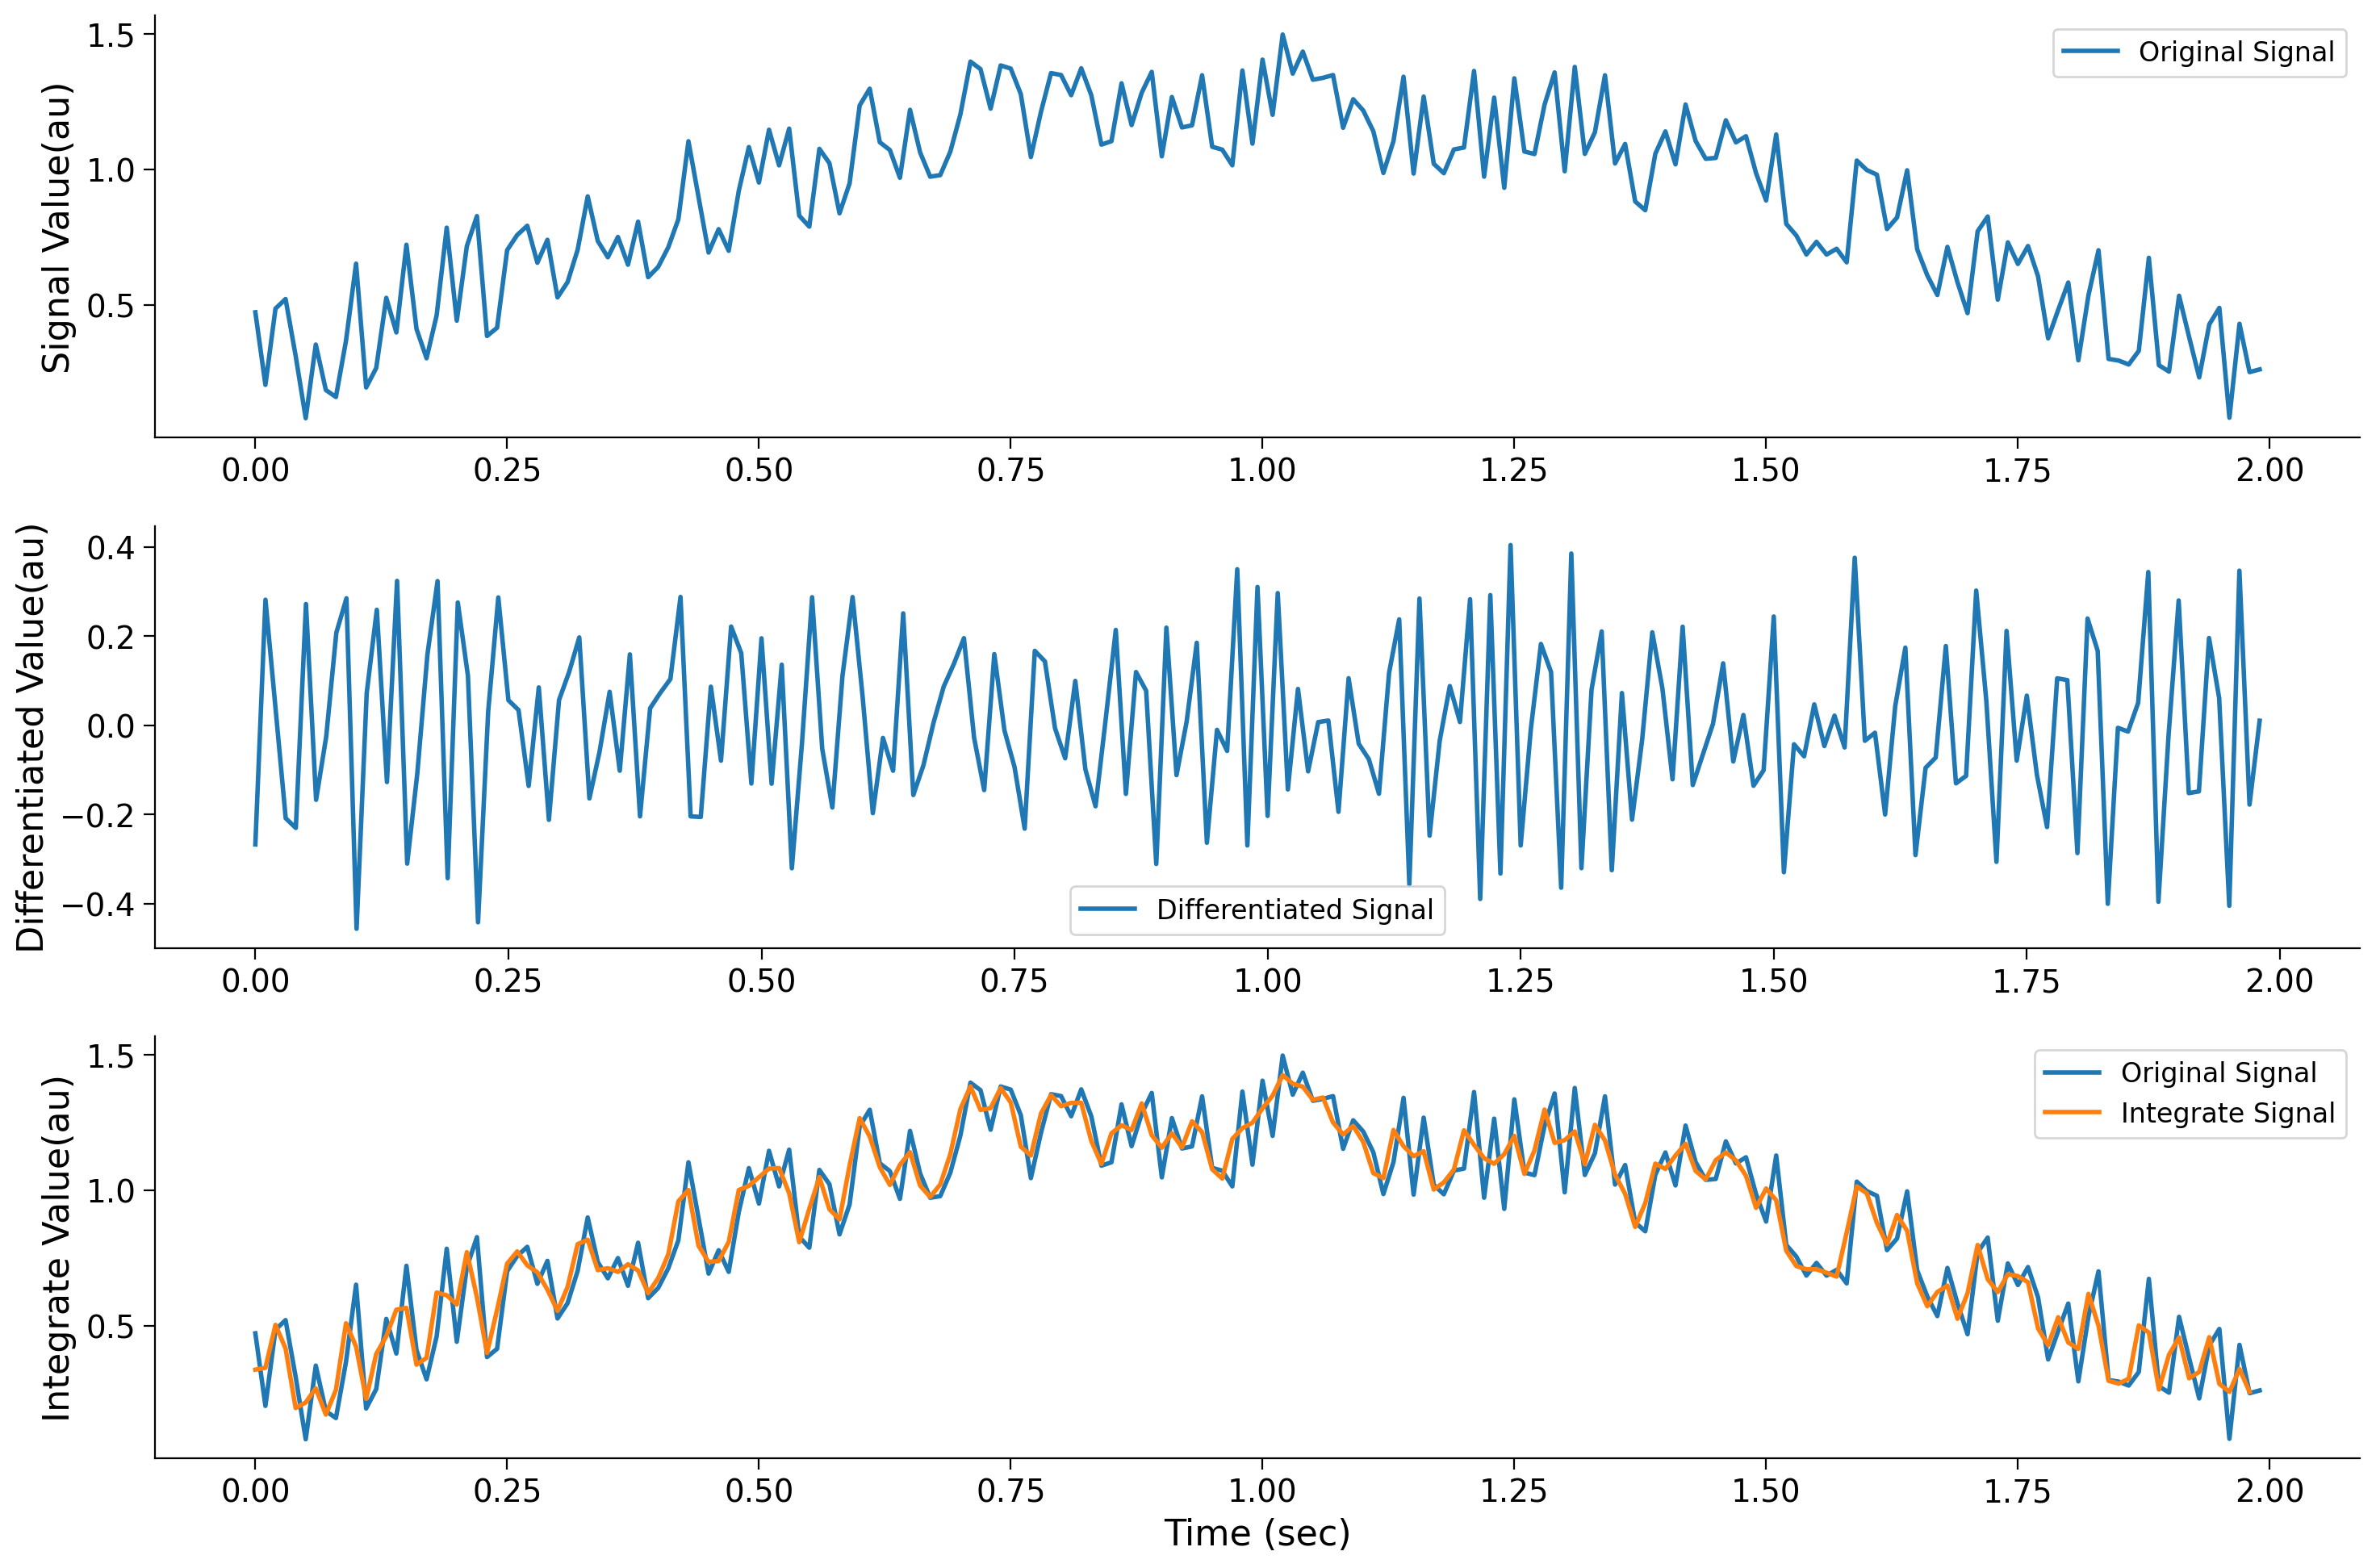 Signal Value(au)
1.5
1.0
0.5
Original Signal
0.00 0.25 0.50 0.75 1.00 1.25 1.50 1.75 2.00
Differentiated Value(au)
0.4
0.2
0.0
−0.2
−0.4
Differentiated Signal
0.00 0.25 0.50 0.75 1.00 1.25 1.50 1.75 2.00
Integrate Value(au)
1.5
1.0
0.5
Original Signal
Integrate Signal
0.00 0.25 0.50 0.75 1.00 1.25 1.50 1.75 2.00
Time (sec)